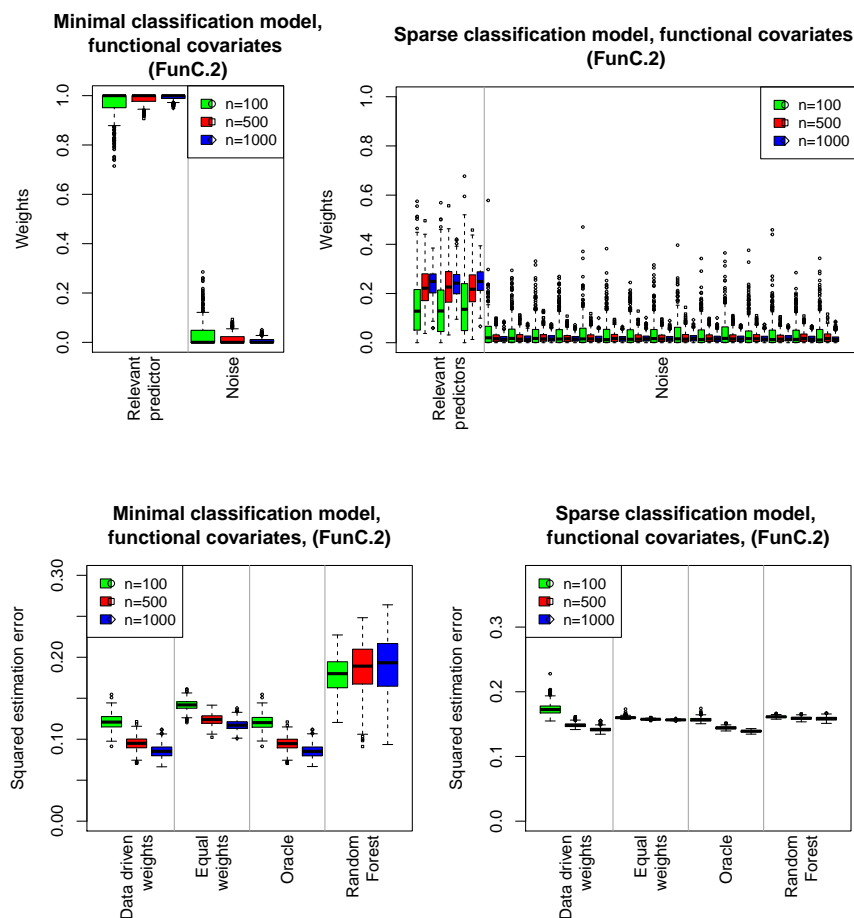 Minimal classification model,
functional covariates
(FunC.2)
Weights
0.0
0.2
0.4
0.6
0.8
1.0
n=100
n=500
n=1000
Relevant
predictor
Noise
Sparse classification model, functional covariates
(FunC.2)
Weights
0.0
0.2
0.4
0.6
0.8
1.0
n=100
n=500
n=1000
Relevant
predictors
Noise
Minimal classification model,
functional covariates, (FunC.2)
Squared estimation error
0.00
0.10
0.20
0.30
n=100
n=500
n=1000
Data driven
weights
Equal
weights
Oracle
Random
Forest
Sparse classification model,
functional covariates, (FunC.2)
Squared estimation error
0.0
0.1
0.2
0.3
n=100
n=500
n=1000
Data driven
weights
Equal
weights
Oracle
Random
Forest